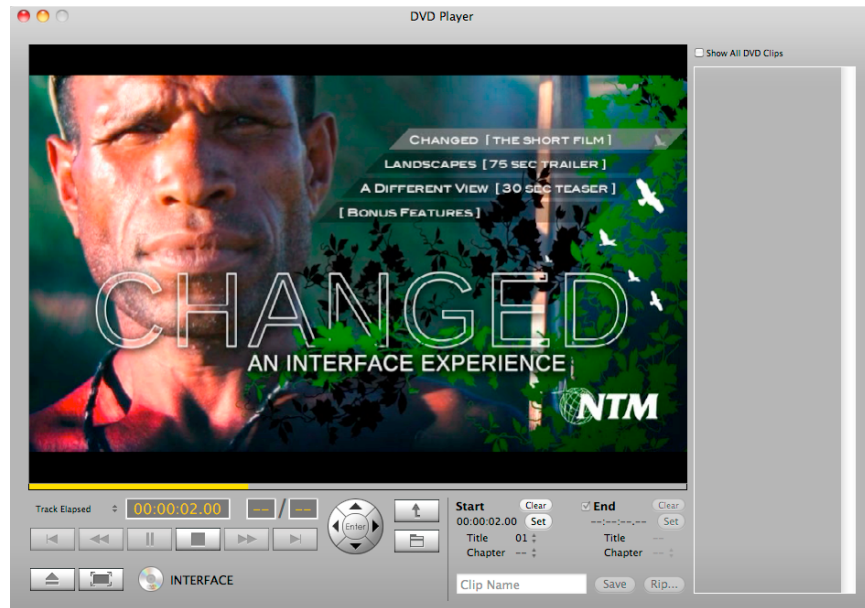 DVD Player
Show All DVD Clips
CHANGED [THE SHORT FILM]
LANDSCAPES [75 SEC TRAILER]
A DIFFERENT VIEW [30 SEC TEASER]
[BONUS FEATURES]
CHANGED
AN INTERFACE EXPERIENCE
NTM
Track Elapsed 00:00:02.00 -- / --
Enter
Start Clear End Clear
00:00:02.00 Set --:--:--.-- Set
Title 01 Title --
Chapter -- Chapter --
INTERFACE
Clip Name Save Rip...